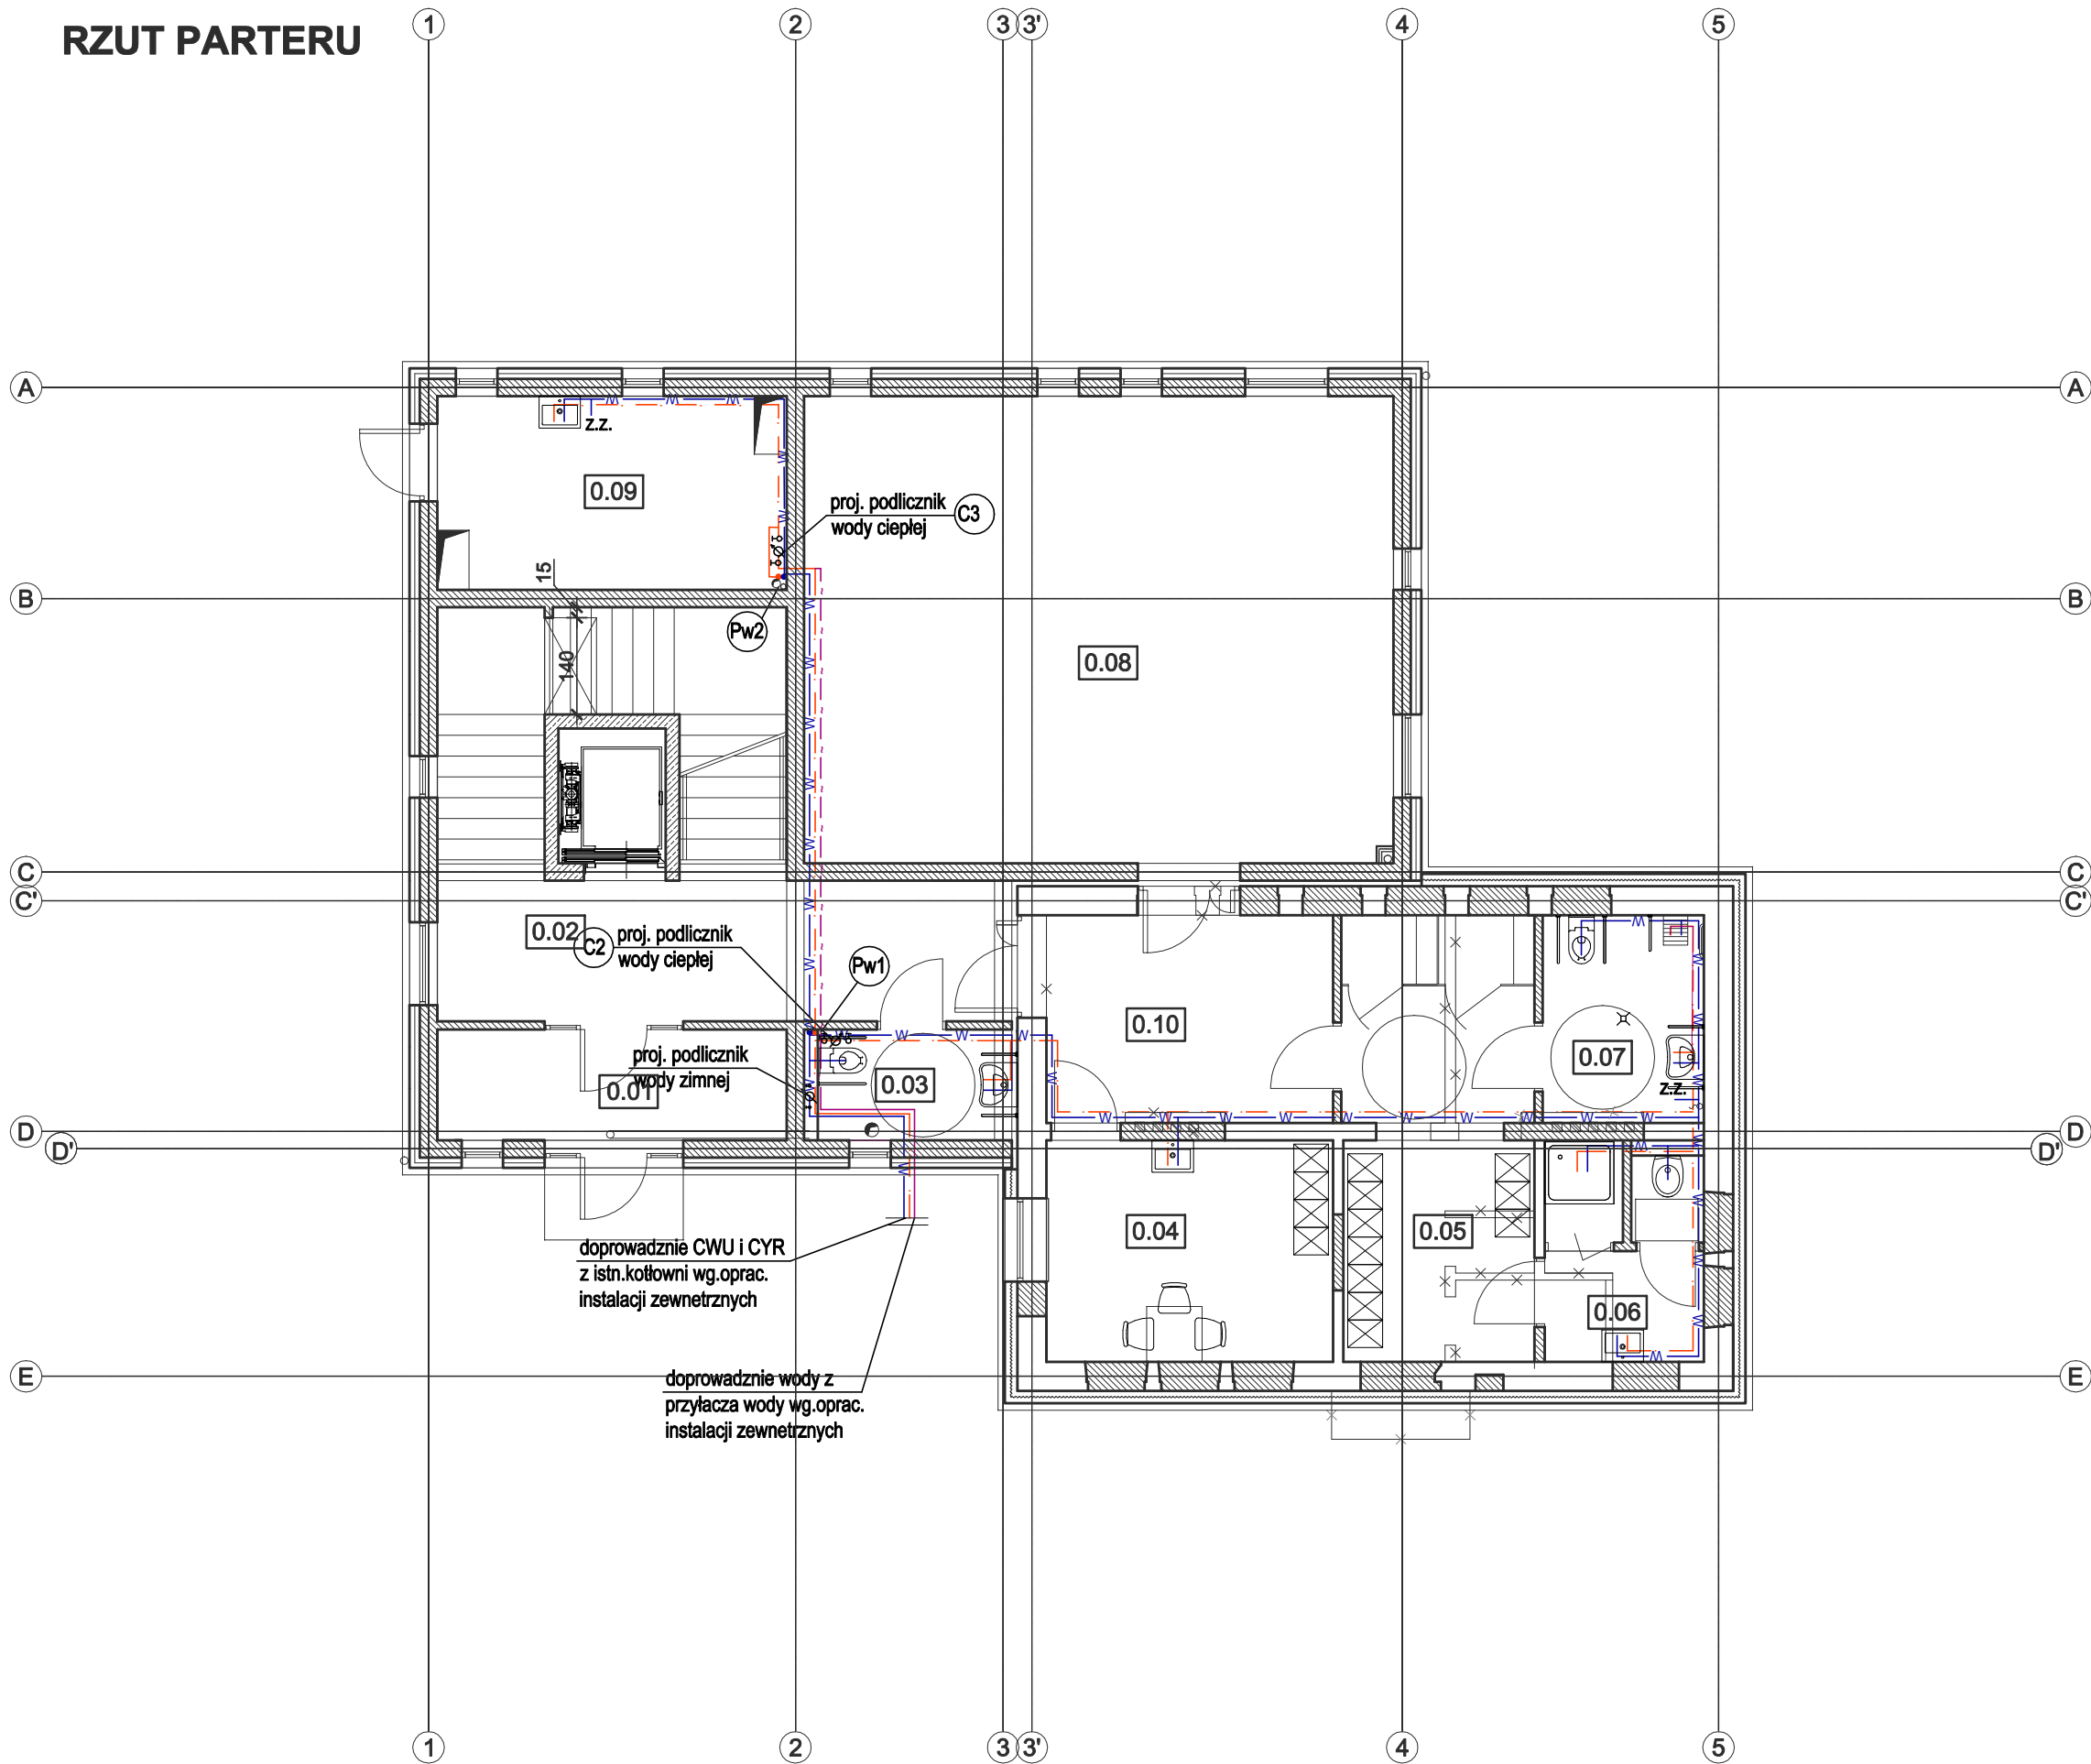 RZUT PARTERU
1 2 3 3' 4 5
A A
z.z.
0.09
proj. podlicznik
wody ciepłej
C3
15
B B
Pw2
140
0.08
C C
C' C'
0.02
C2
proj. podlicznik
wody ciepłej
Pw1
0.10
0.07
z.z.
proj. podlicznik
wody zimnej
0.01
0.03
D D
D' D'
0.04
0.05
0.06
doprowadznie CWU i CYR
z istn.kotłowni wg.oprac.
instalacji zewnetrznych
E E
doprowadznie wody z
przyłacza wody wg.oprac.
instalacji zewnetrznych
1 2 3 3' 4 5